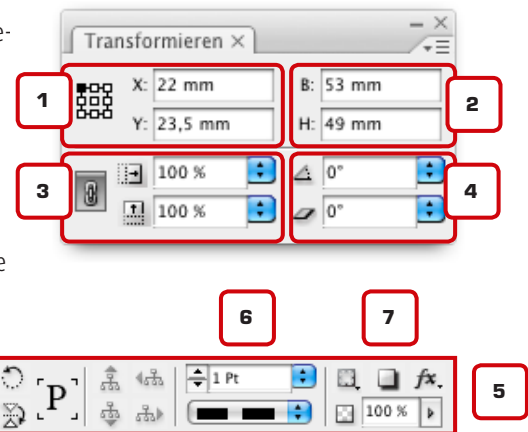 e-
Transformieren ×
1
X: 22 mm
B: 53 mm
2
Y: 23,5 mm
H: 49 mm
3
100 %
0°
4
100 %
0°
e
6
7
P
1 Pt
fx.
5
100 %